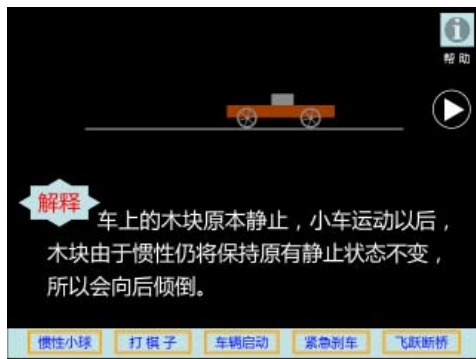 帮助
解释
车上的木块原本静止，小车运动以后，
木块由于惯性仍将保持原有静止状态不变，
所以会向后倾倒。
惯性小球 打棋子 车辆启动 紧急刹车 飞跃断桥